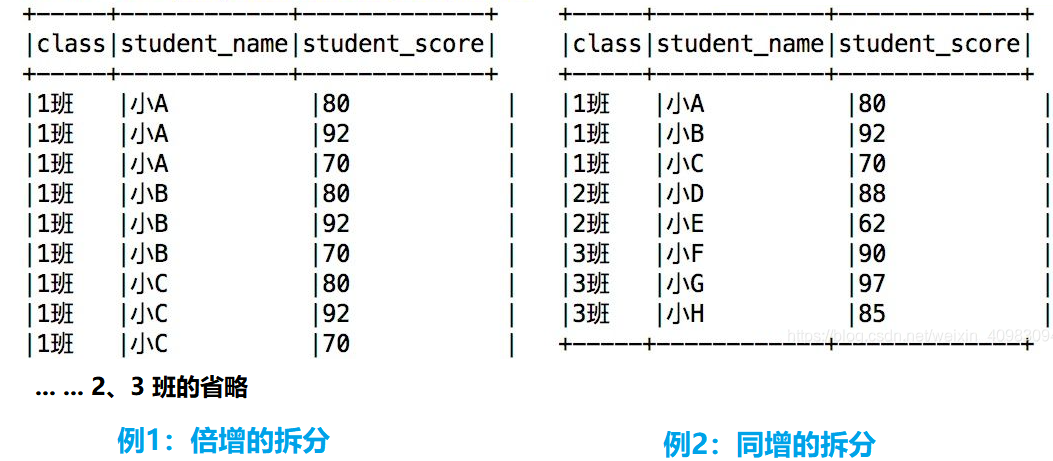 +-----+------------+-------------+
|class|student_name|student_score|
+-----+------------+-------------+
|1班 |小A |80 |
|1班 |小A |92 |
|1班 |小A |70 |
|1班 |小B |80 |
|1班 |小B |92 |
|1班 |小B |70 |
|1班 |小C |80 |
|1班 |小C |92 |
|1班 |小C |70 |
... ... 2、3 班的省略
例1：倍增的拆分
+-----+------------+-------------+
|class|student_name|student_score|
+-----+------------+-------------+
|1班 |小A |80 |
|1班 |小B |92 |
|1班 |小C |70 |
|2班 |小D |88 |
|2班 |小E |62 |
|3班 |小F |90 |
|3班 |小G |97 |
|3班 |小H |85 |
+-----+------------+-------------+
https://blog.csdn.net/weixin_4098309
例2：同增的拆分